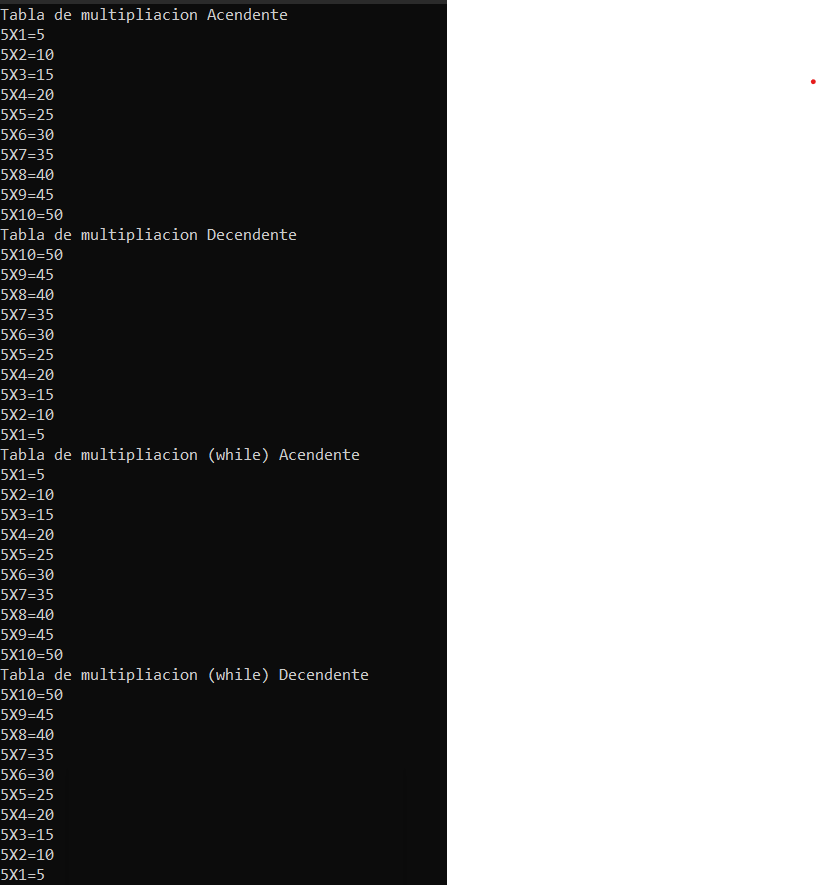 Tabla de multipliacion Acendente
5X1=5
5X2=10
5X3=15
5X4=20
5X5=25
5X6=30
5X7=35
5X8=40
5X9=45
5X10=50
Tabla de multipliacion Decendente
5X10=50
5X9=45
5X8=40
5X7=35
5X6=30
5X5=25
5X4=20
5X3=15
5X2=10
5X1=5
Tabla de multipliacion (while) Acendente
5X1=5
5X2=10
5X3=15
5X4=20
5X5=25
5X6=30
5X7=35
5X8=40
5X9=45
5X10=50
Tabla de multipliacion (while) Decendente
5X10=50
5X9=45
5X8=40
5X7=35
5X6=30
5X5=25
5X4=20
5X3=15
5X2=10
5X1=5